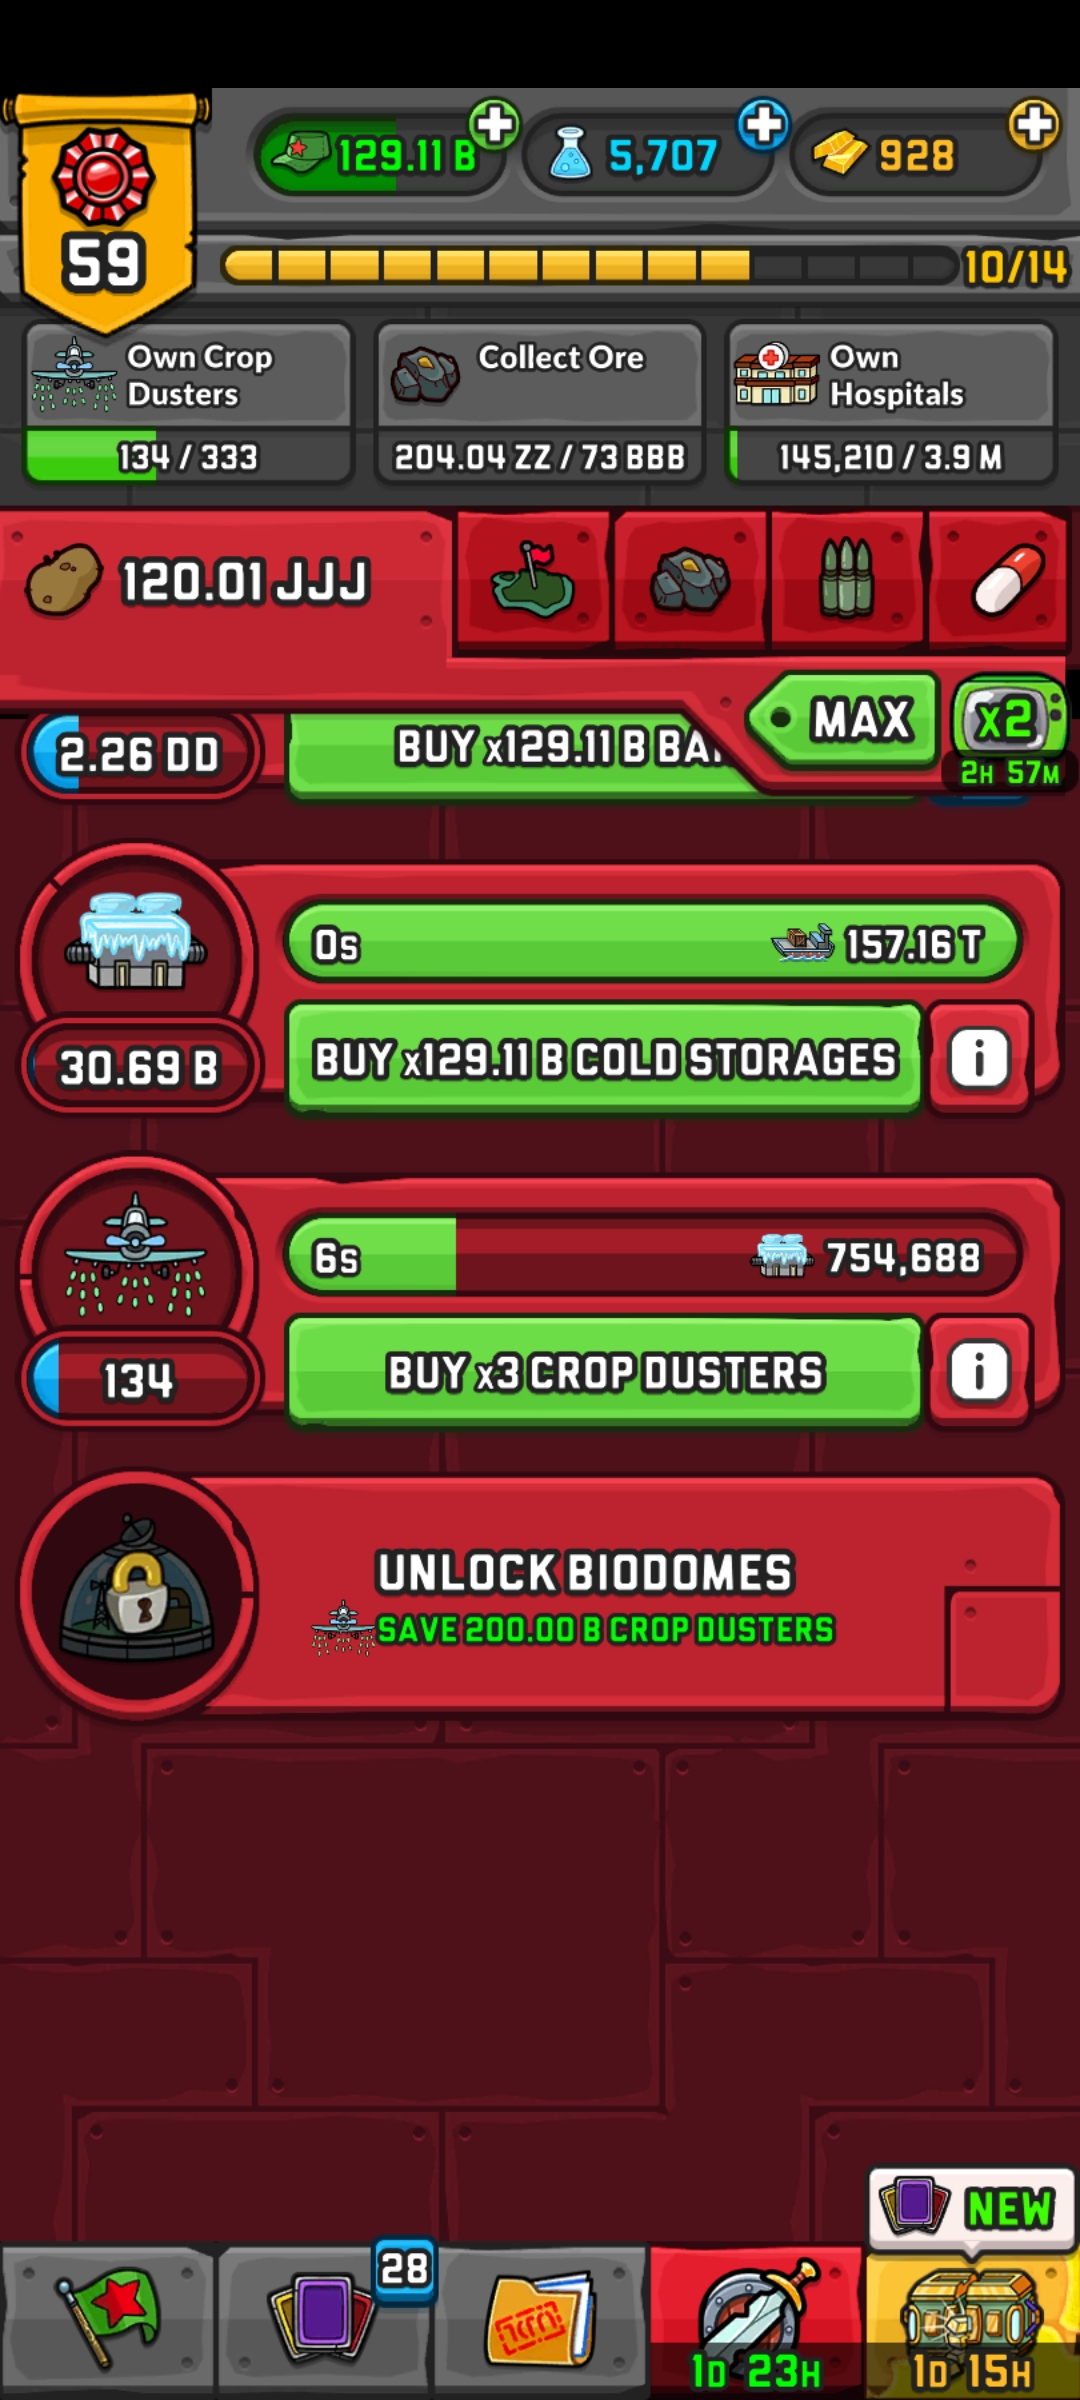 129.11 B
5,707
928
59
10/14
Own Crop
Dusters
134 / 333
Collect Ore
204.04 ZZ / 73 BBB
Own
Hospitals
145,210 / 3.9 M
120.01 JJJ
MAX
x2
2H 57M
2.26 DD
BUY x129.11 B
0s
157.16 T
30.69 B
BUY x129.11 B COLD STORAGES
i
6s
754,688
134
BUY x3 CROP DUSTERS
i
UNLOCK BIODOMES
SAVE 200.00 B CROP DUSTERS
NEW
28
1D 23H
1D 15H